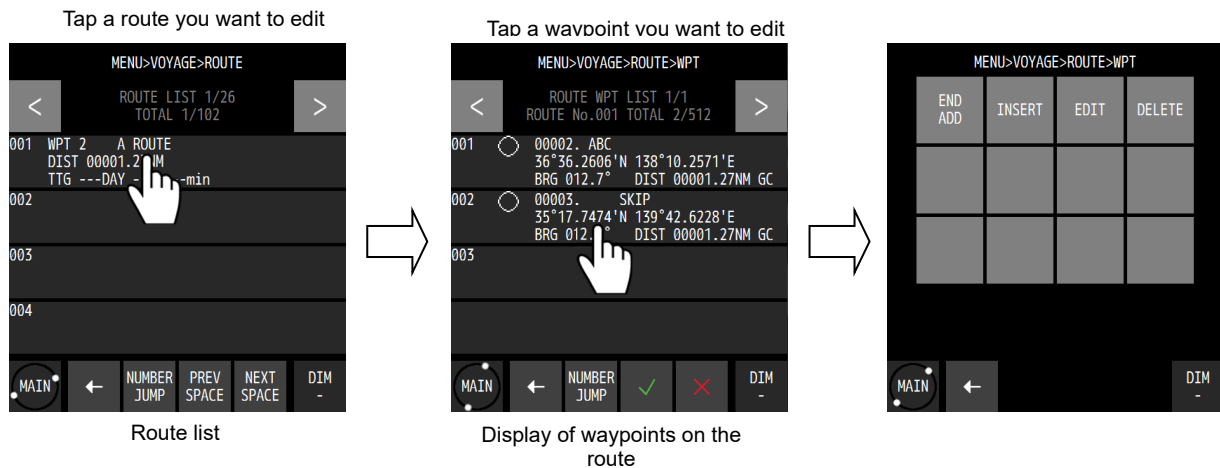 Tap a route you want to edit
MENU>VOYAGE>ROUTE
<
ROUTE LIST 1/26
TOTAL 1/102
>
001 WPT 2 A ROUTE
DIST 00001.2 NM
TTG ---DAY - -min
002
003
004
MAIN
←
NUMBER
JUMP
PREV
SPACE
NEXT
SPACE
DIM
-
Route list
Tap a waypoint you want to edit
MENU>VOYAGE>ROUTE>WPT
<
ROUTE WPT LIST 1/1
ROUTE No.001 TOTAL 2/512
>
001 00002. ABC
36°36.2606'N 138°10.2571'E
BRG 012.7° DIST 00001.27NM GC
002 00003. SKIP
35°17.7474'N 139°42.6228'E
BRG 012. ° DIST 00001.27NM GC
003
MAIN
←
NUMBER
JUMP
✓
✕
DIM
-
Display of waypoints on the
route
MENU>VOYAGE>ROUTE>WPT
END
ADD
INSERT
EDIT
DELETE
MAIN
←
DIM
-